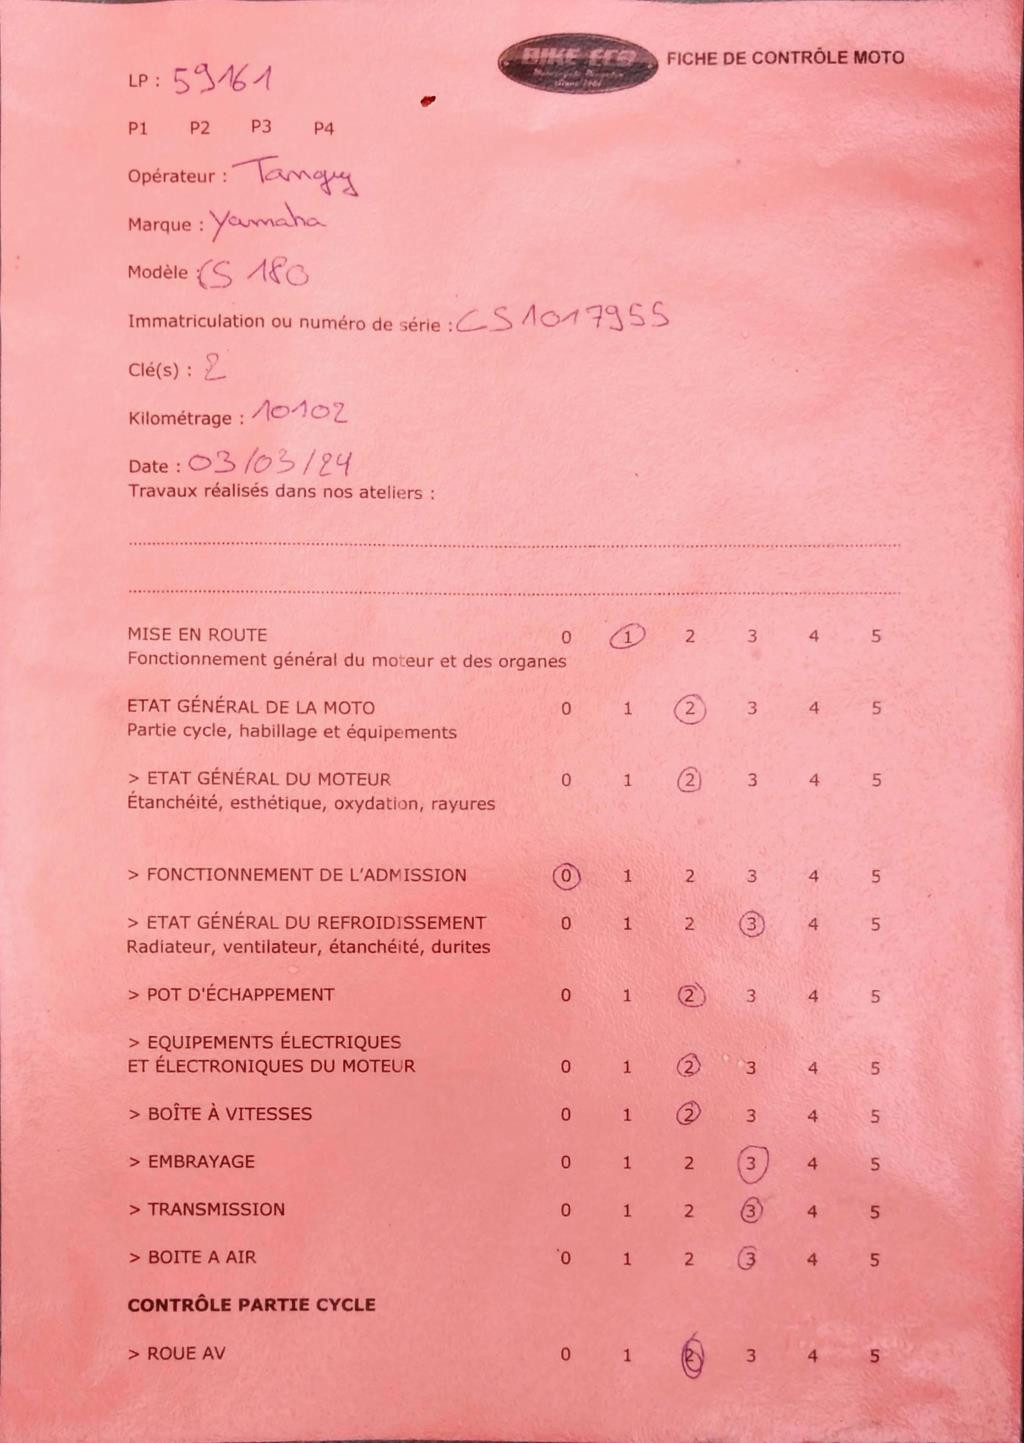 BIKE-ECO
FICHE DE CONTRÔLE MOTO
LP : 59161
P1 P2 P3 P4
Opérateur : Tanguy
Marque : Yamaha
Modèle : CS 180
Immatriculation ou numéro de série : CS1017955
Clé(s) : 2
Kilométrage : 10102
Date : 03/03/24
Travaux réalisés dans nos ateliers :
MISE EN ROUTE 0 1 2 3 4 5
Fonctionnement général du moteur et des organes
ETAT GÉNÉRAL DE LA MOTO 0 1 2 3 4 5
Partie cycle, habillage et équipements
> ETAT GÉNÉRAL DU MOTEUR 0 1 2 3 4 5
Étanchéité, esthétique, oxydation, rayures
> FONCTIONNEMENT DE L'ADMISSION 0 1 2 3 4 5
> ETAT GÉNÉRAL DU REFROIDISSEMENT 0 1 2 3 4 5
Radiateur, ventilateur, étanchéité, durites
> POT D'ÉCHAPPEMENT 0 1 2 3 4 5
> EQUIPEMENTS ÉLECTRIQUES
ET ÉLECTRONIQUES DU MOTEUR 0 1 2 3 4 5
> BOÎTE À VITESSES 0 1 2 3 4 5
> EMBRAYAGE 0 1 2 3 4 5
> TRANSMISSION 0 1 2 3 4 5
> BOITE A AIR 0 1 2 3 4 5
CONTRÔLE PARTIE CYCLE
> ROUE AV 0 1 2 3 4 5